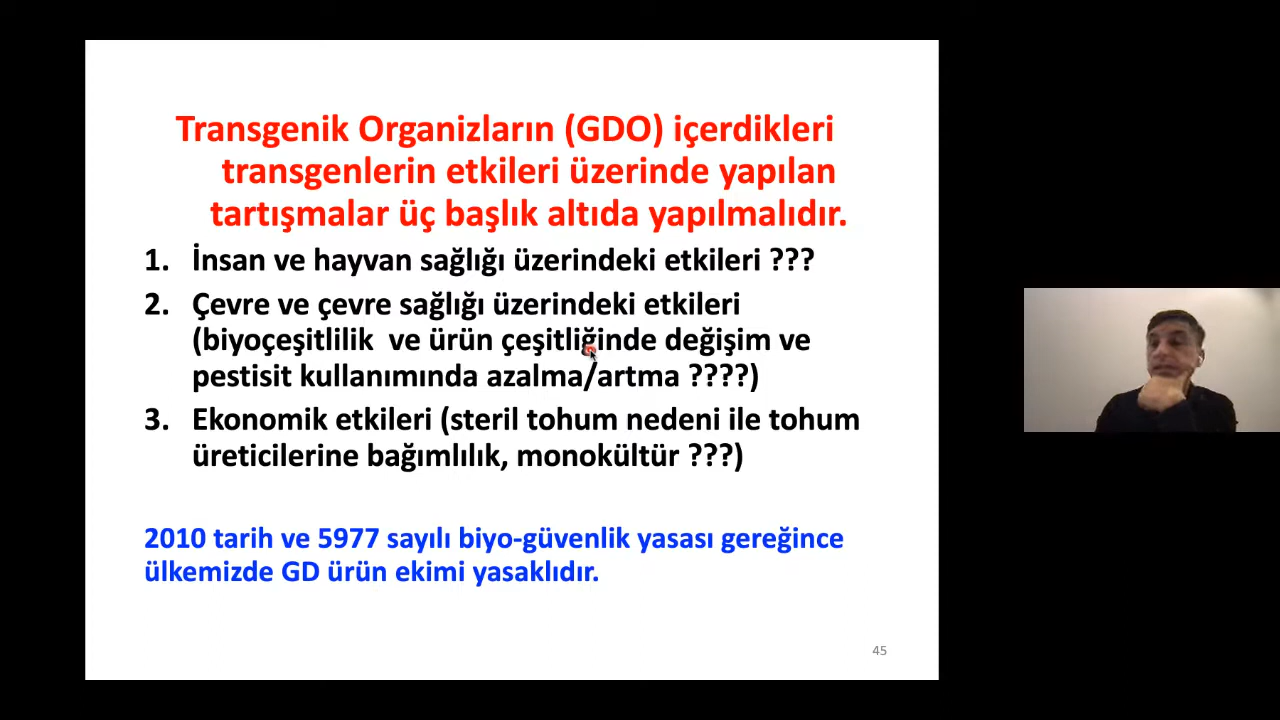 Transgenik Organizların (GDO) içerdikleri
transgenlerin etkileri üzerinde yapılan
tartışmalar üç başlık altıda yapılmalıdır.
1. İnsan ve hayvan sağlığı üzerindeki etkileri ???
2. Çevre ve çevre sağlığı üzerindeki etkileri
(biyoçeşitlilik ve ürün çeşitliğinde değişim ve
pestisit kullanımında azalma/artma ????)
3. Ekonomik etkileri (steril tohum nedeni ile tohum
üreticilerine bağımlılık, monokültür ???)
2010 tarih ve 5977 sayılı biyo-güvenlik yasası gereğince
ülkemizde GD ürün ekimi yasaklıdır.
45